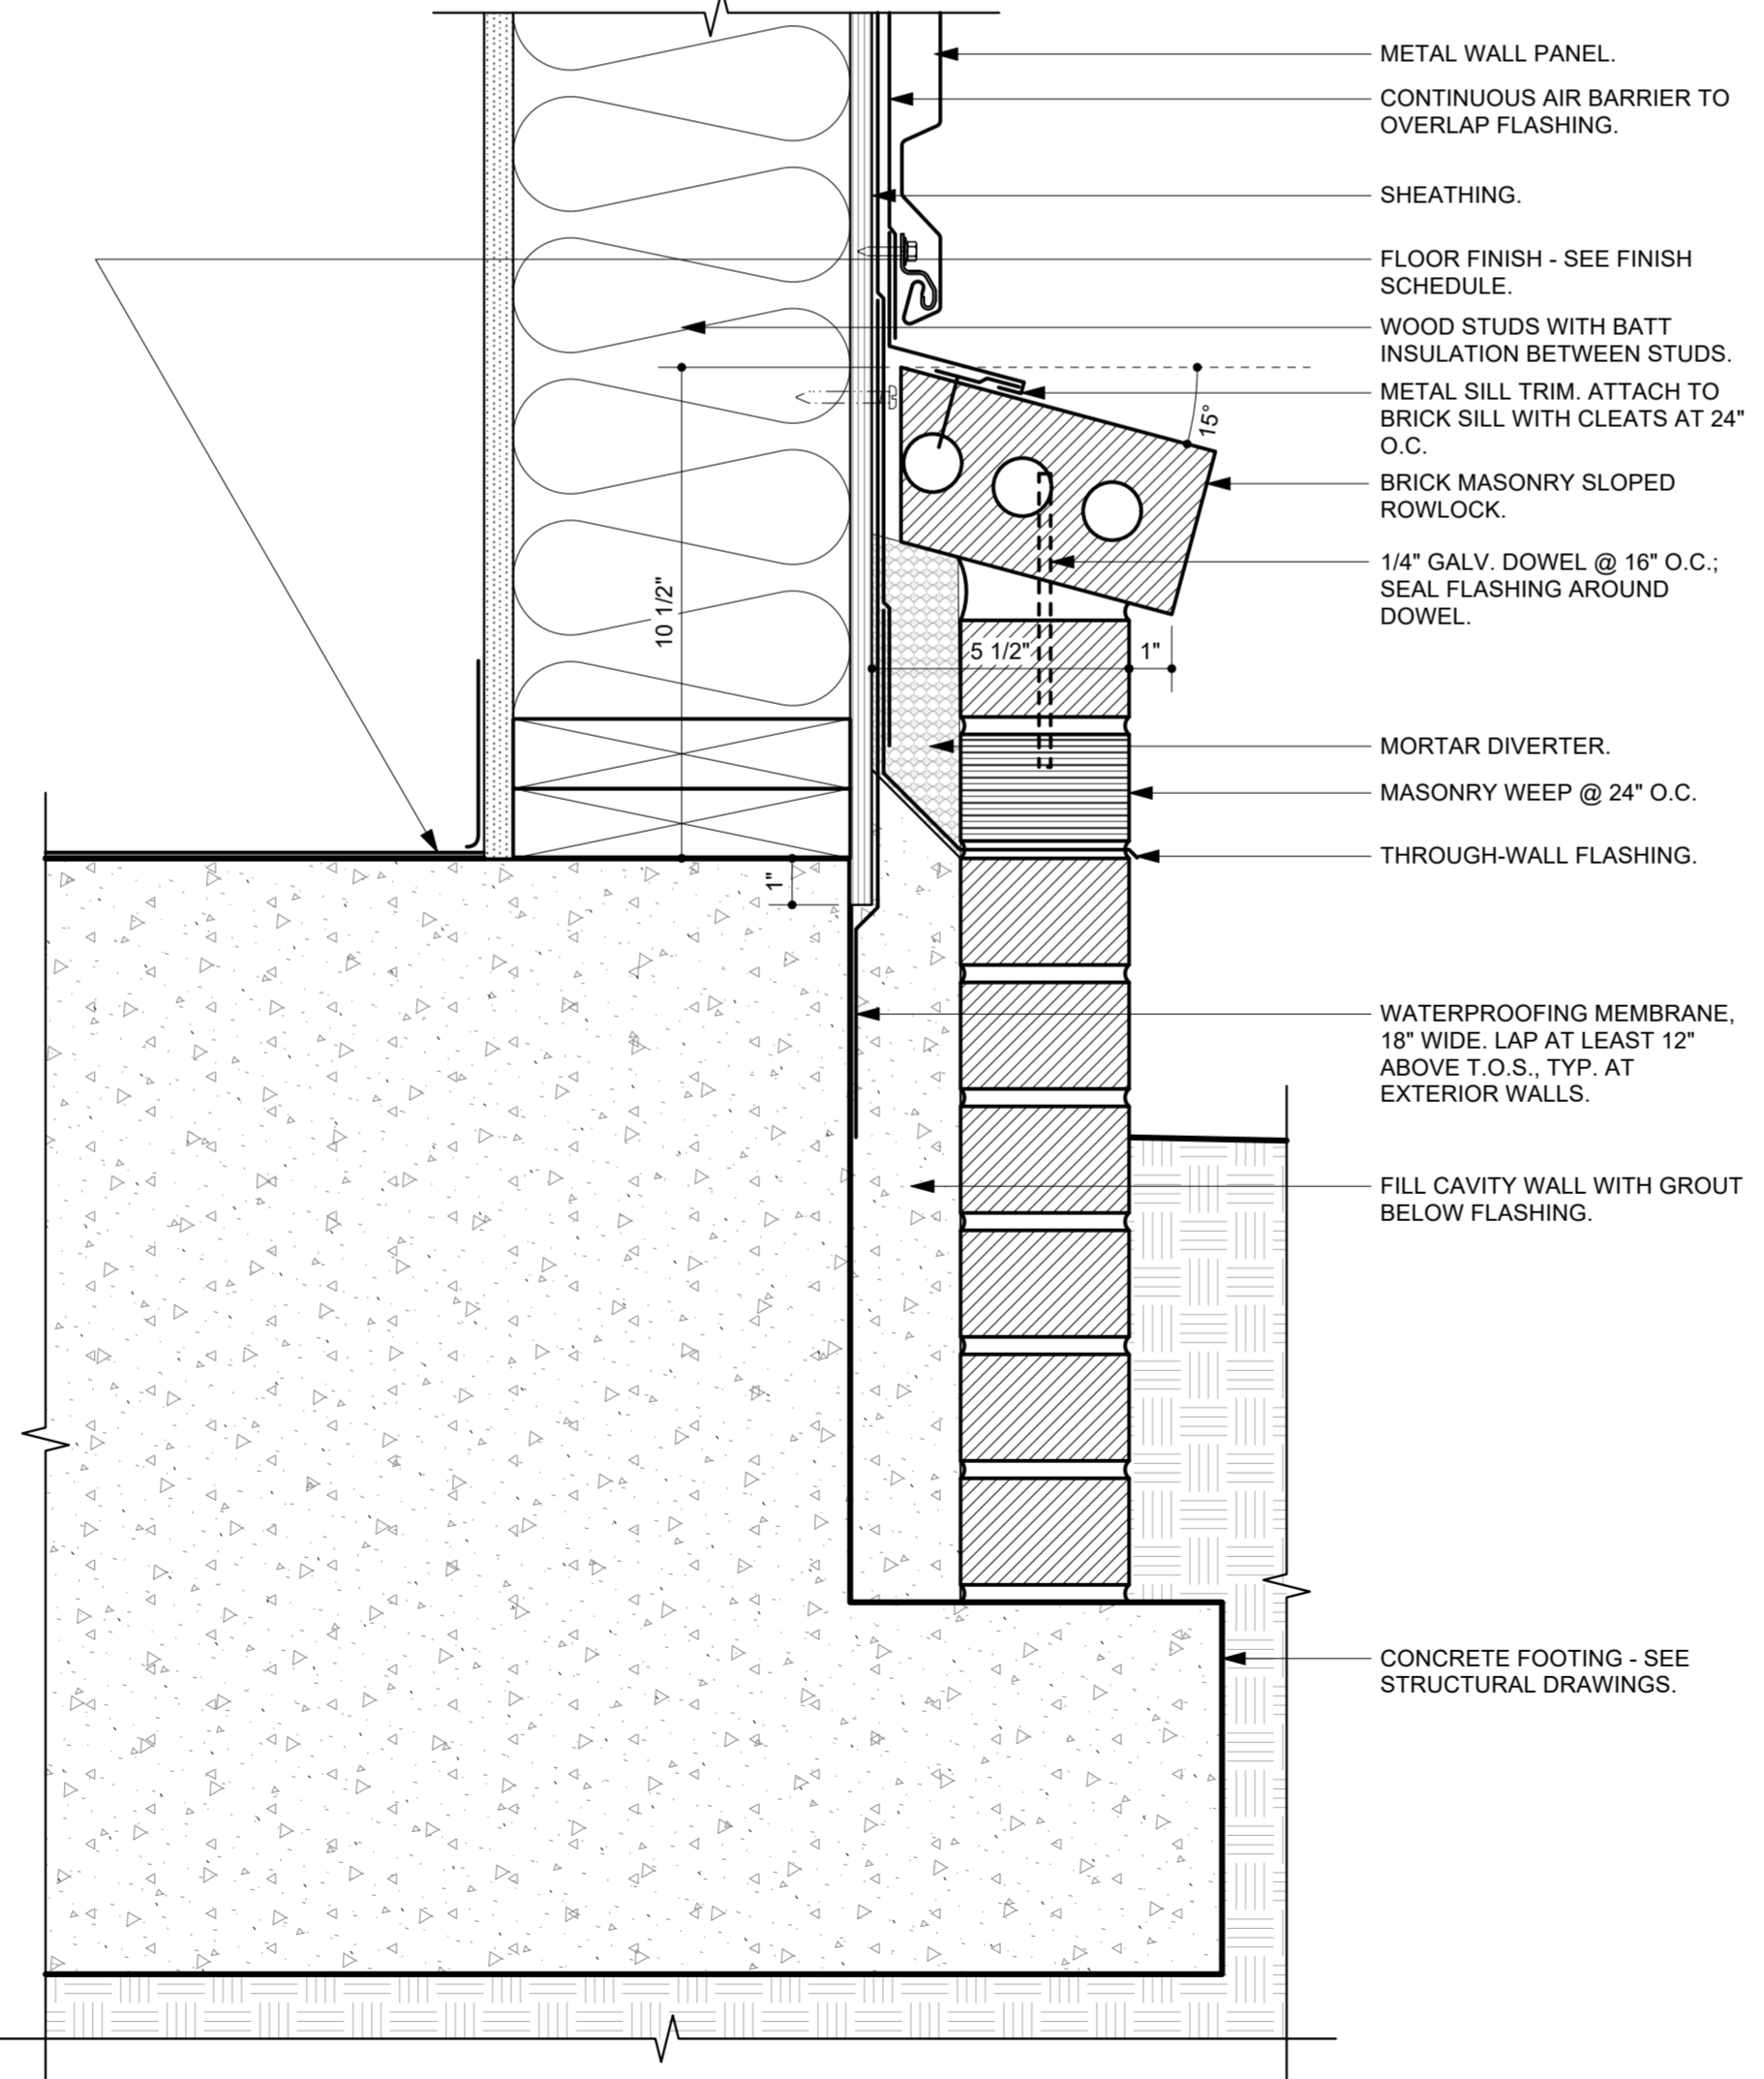 METAL WALL PANEL.
CONTINUOUS AIR BARRIER TO
OVERLAP FLASHING.
SHEATHING.
FLOOR FINISH - SEE FINISH
SCHEDULE.
WOOD STUDS WITH BATT
INSULATION BETWEEN STUDS.
METAL SILL TRIM. ATTACH TO
BRICK SILL WITH CLEATS AT 24"
O.C.
15°
BRICK MASONRY SLOPED
ROWLOCK.
1/4" GALV. DOWEL @ 16" O.C.;
SEAL FLASHING AROUND
DOWEL.
10 1/2"
5 1/2"
1"
MORTAR DIVERTER.
MASONRY WEEP @ 24" O.C.
THROUGH-WALL FLASHING.
1"
WATERPROOFING MEMBRANE,
18" WIDE. LAP AT LEAST 12"
ABOVE T.O.S., TYP. AT
EXTERIOR WALLS.
FILL CAVITY WALL WITH GROUT
BELOW FLASHING.
CONCRETE FOOTING - SEE
STRUCTURAL DRAWINGS.